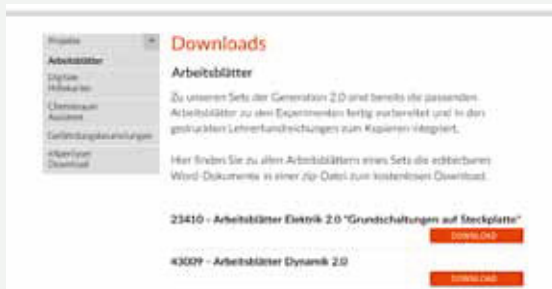 Projekte
Arbeitsblätter
Digitale
Hilfekarten
Chemebauer
Downloads
Arbeitsblätter
Zu unseren Sets der Generation 2.0 sind bereits die passenden
Arbeitsblätter zu den Experimenten fertig vorbereitet und in den
gedruckten Lehrerhandreichungen zum Kopieren integriert.
Hier finden Sie zu allen Arbeitsblättern eines Sets die editierbaren
Word-Dokumente in einer zip-Datei zum kostenlosen Download.
23410 - Arbeitsblätter Elektrik 2.0 "Grundschaltungen auf Steckplatte"
DOWNLOAD
43009 - Arbeitsblätter Dynamik 2.0
DOWNLOAD